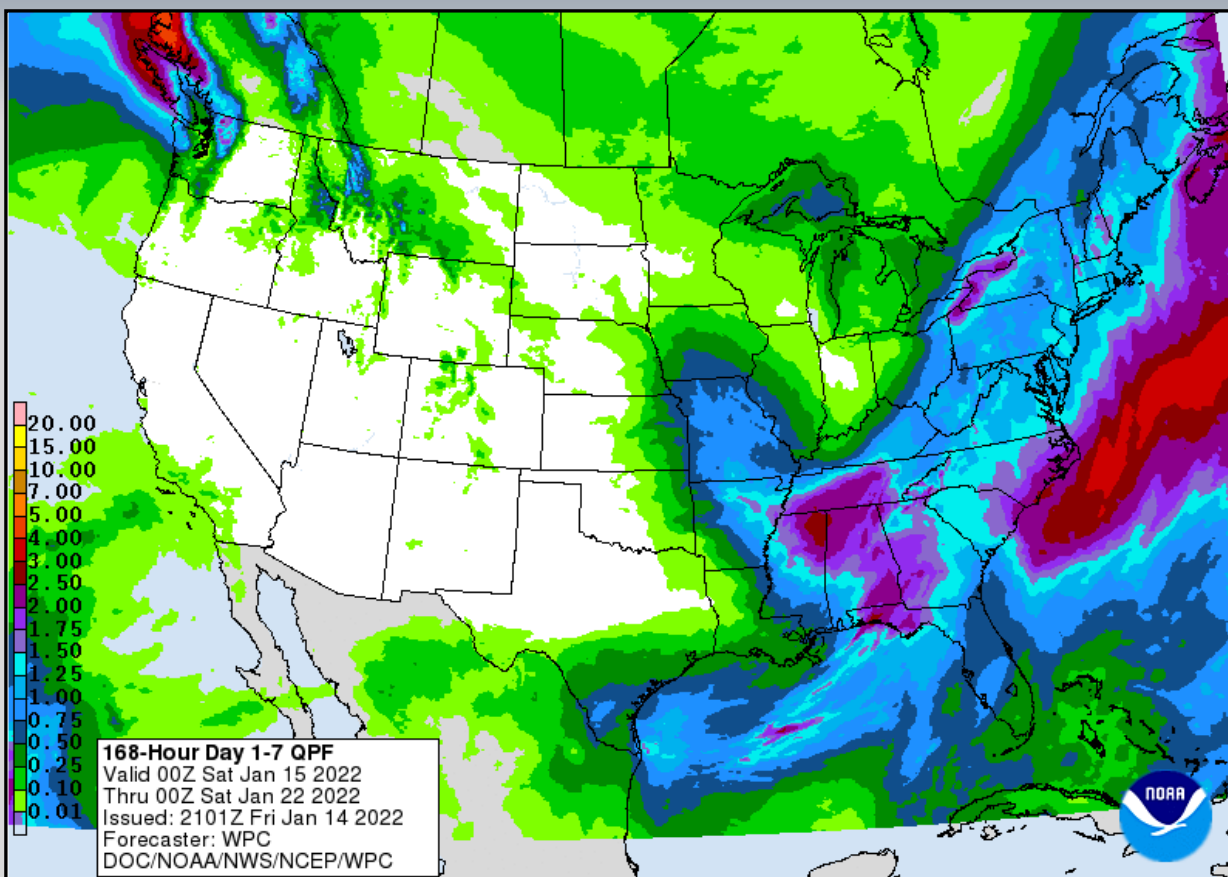 20.00
15.00
10.00
7.00
5.00
4.00
3.00
2.50
2.00
1.75
1.50
1.25
1.00
0.75
0.50
0.25
0.10
0.01
168-Hour Day 1-7 QPF
Valid 00Z Sat Jan 15 2022
Thru 00Z Sat Jan 22 2022
Issued: 2101Z Fri Jan 14 2022
Forecaster: WPC
DOC/NOAA/NWS/NCEP/WPC
NOAA